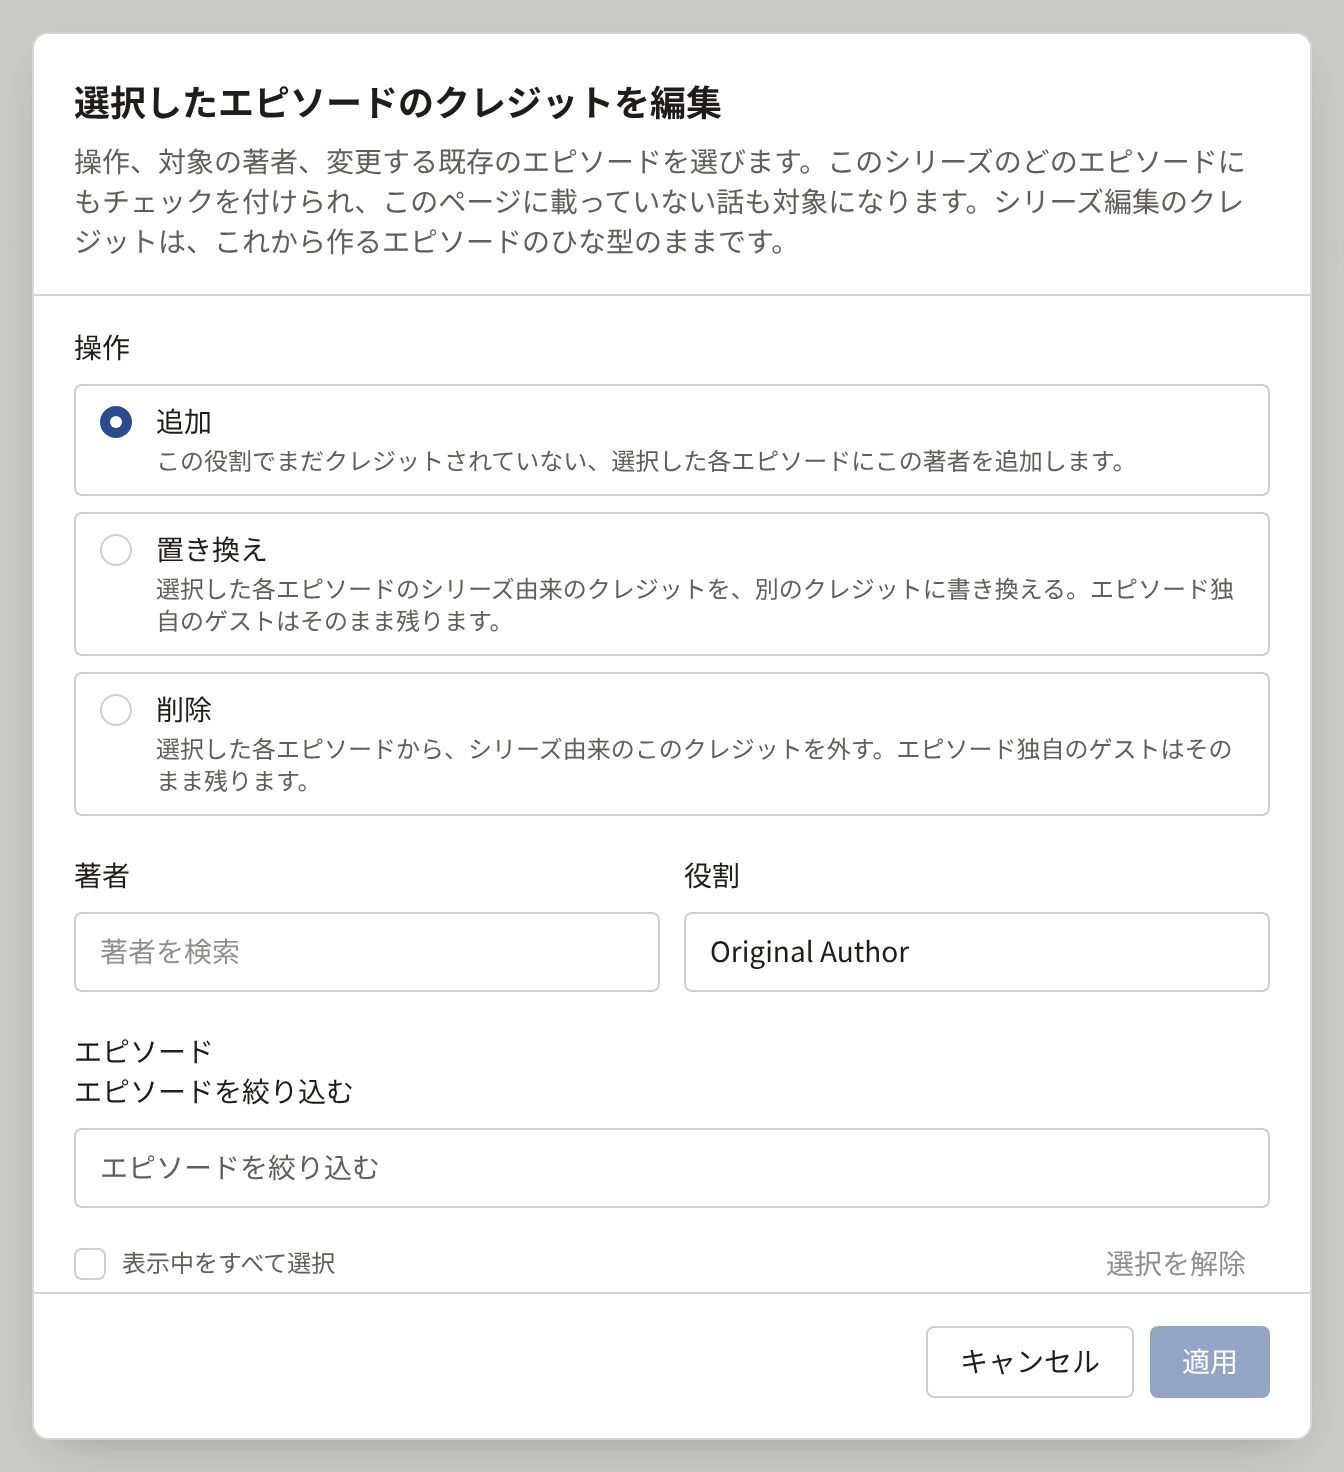 選択したエピソードのクレジットを編集
操作、対象の著者、変更する既存のエピソードを選びます。このシリーズのどのエピソードに
もチェックを付けられ、このページに載っていない話も対象になります。シリーズ編集のクレ
ジットは、これから作るエピソードのひな型のままです。
操作
追加
この役割でまだクレジットされていない、選択した各エピソードにこの著者を追加します。
置き換え
選択した各エピソードのシリーズ由来のクレジットを、別のクレジットに書き換える。エピソード独
自のゲストはそのまま残ります。
削除
選択した各エピソードから、シリーズ由来のこのクレジットを外す。エピソード独自のゲストはその
まま残ります。
著者
役割
著者を検索
Original Author
エピソード
エピソードを絞り込む
エピソードを絞り込む
表示中をすべて選択
選択を解除
キャンセル
適用